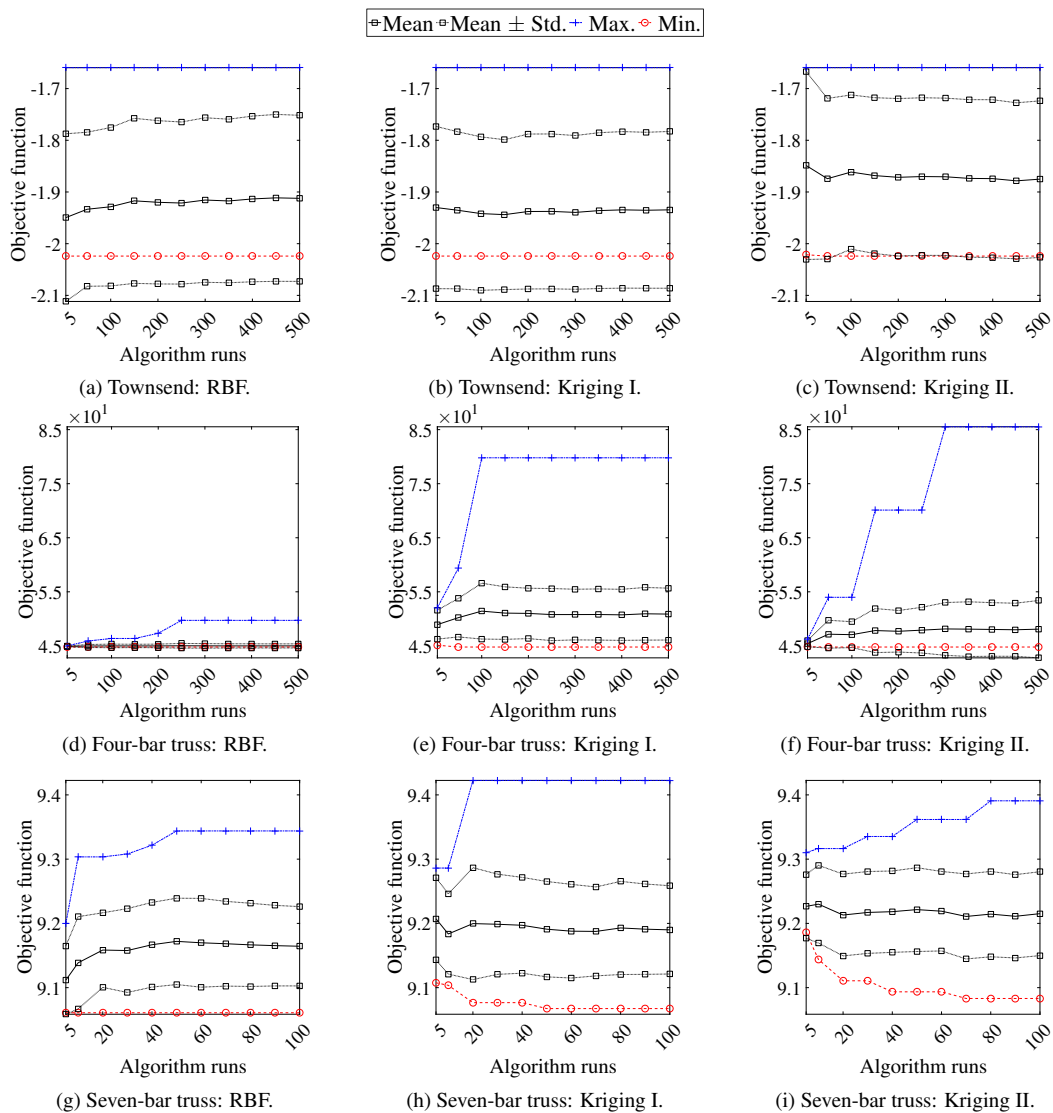 Mean Mean ± Std. Max. Min.
-1.7 -1.8 -1.9 -2 -2.1
Objective function
5 100 200 300 400 500
Algorithm runs
(a) Townsend: RBF.
-1.7 -1.8 -1.9 -2 -2.1
Objective function
5 100 200 300 400 500
Algorithm runs
(b) Townsend: Kriging I.
-1.7 -1.8 -1.9 -2 -2.1
Objective function
5 100 200 300 400 500
Algorithm runs
(c) Townsend: Kriging II.
×10¹
8.5 7.5 6.5 5.5 4.5
Objective function
5 100 200 300 400 500
Algorithm runs
(d) Four-bar truss: RBF.
×10¹
8.5 7.5 6.5 5.5 4.5
Objective function
5 100 200 300 400 500
Algorithm runs
(e) Four-bar truss: Kriging I.
×10¹
8.5 7.5 6.5 5.5 4.5
Objective function
5 100 200 300 400 500
Algorithm runs
(f) Four-bar truss: Kriging II.
9.4 9.3 9.2 9.1
Objective function
5 20 40 60 80 100
Algorithm runs
(g) Seven-bar truss: RBF.
9.4 9.3 9.2 9.1
Objective function
5 20 40 60 80 100
Algorithm runs
(h) Seven-bar truss: Kriging I.
9.4 9.3 9.2 9.1
Objective function
5 20 40 60 80 100
Algorithm runs
(i) Seven-bar truss: Kriging II.